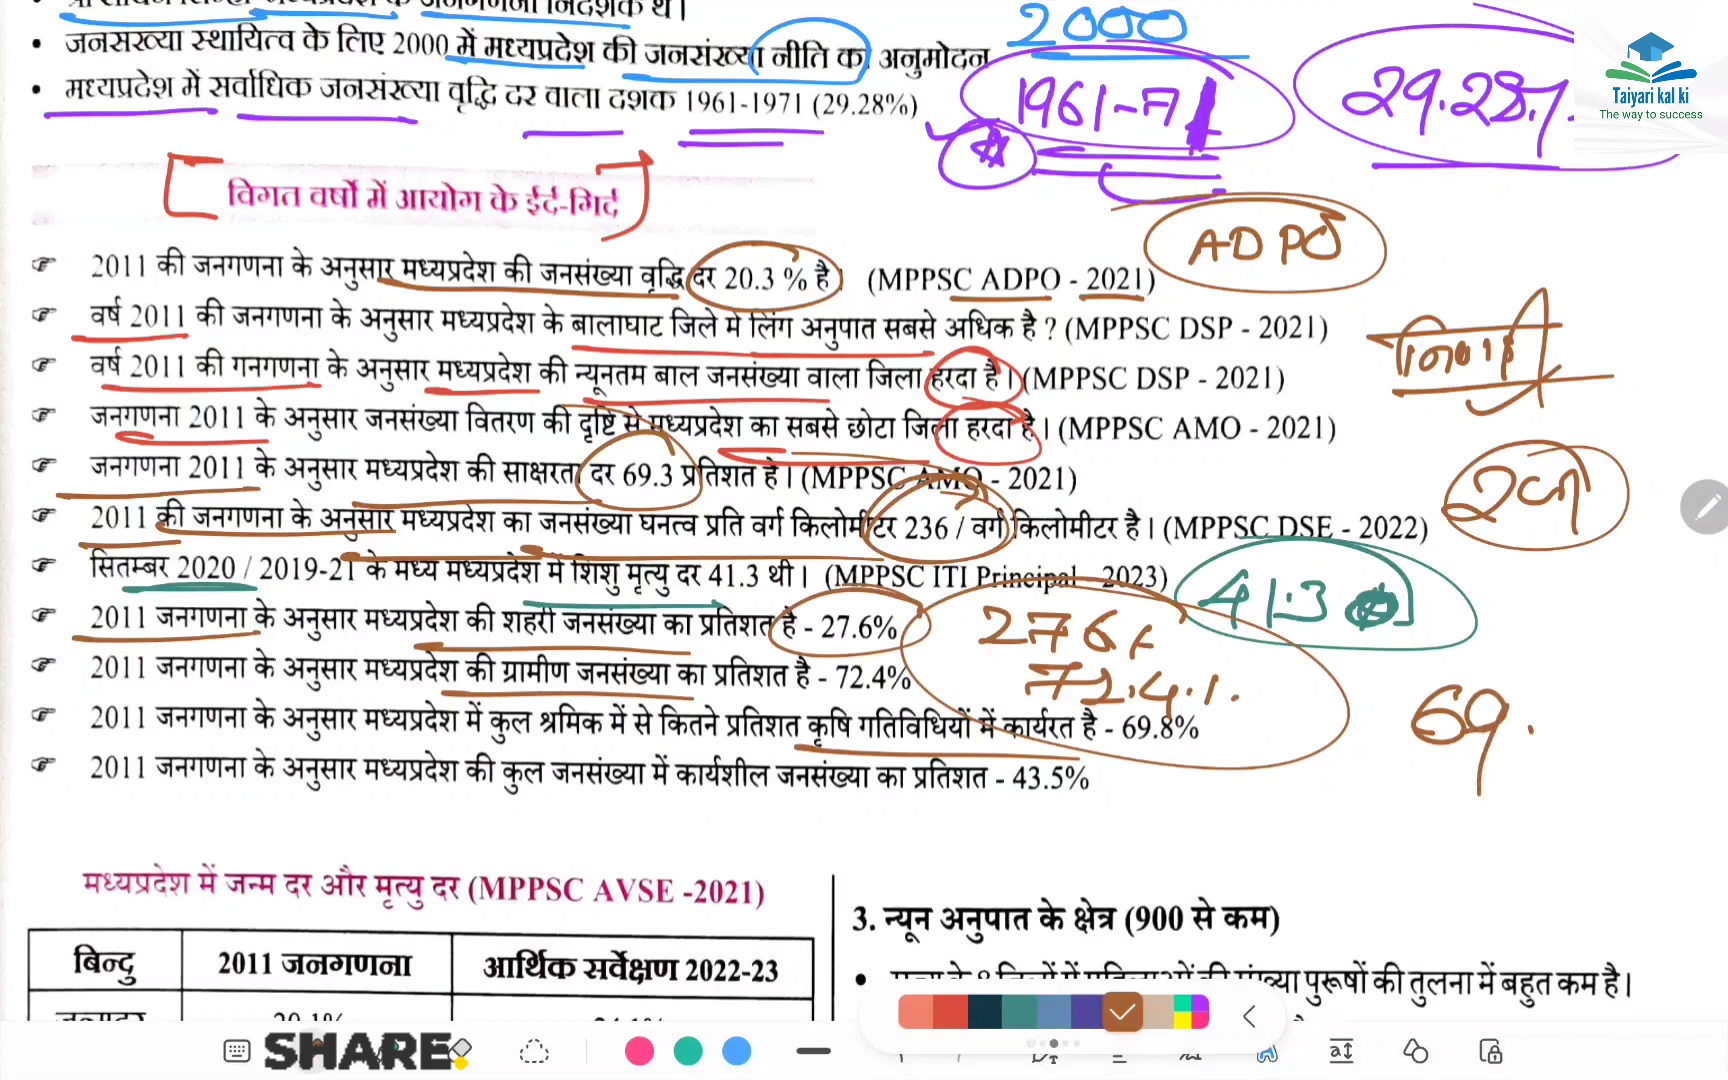 जनसंख्या स्थायित्व के लिए 2000 में मध्यप्रदेश की जनसंख्या नीति का अनुमोदन
2000
मध्यप्रदेश में सर्वाधिक जनसंख्या वृद्धि दर वाला दशक 1961-1971 (29.28%)
1961-71
29.28%
Taiyari kal ki
The way to success
विगत वर्षों में आयोग के ईर्द-गिर्द
ADPO
2011 की जनगणना के अनुसार मध्यप्रदेश की जनसंख्या वृद्धि दर 20.3 % है। (MPPSC ADPO - 2021)
वर्ष 2011 की जनगणना के अनुसार मध्यप्रदेश के बालाघाट जिले में लिंग अनुपात सबसे अधिक है ? (MPPSC DSP - 2021)
वर्ष 2011 की गनगणना के अनुसार मध्यप्रदेश की न्यूनतम बाल जनसंख्या वाला जिला हरदा है। (MPPSC DSP - 2021)
जनगणना 2011 के अनुसार जनसंख्या वितरण की दृष्टि से मध्यप्रदेश का सबसे छोटा जिला हरदा है। (MPPSC AMO - 2021)
जनगणना 2011 के अनुसार मध्यप्रदेश की साक्षरता दर 69.3 प्रतिशत है। (MPPSC AMO - 2021)
2011 की जनगणना के अनुसार मध्यप्रदेश का जनसंख्या घनत्व प्रति वर्ग किलोमीटर 236 / वर्ग किलोमीटर है। (MPPSC DSE - 2022)
सितम्बर 2020 / 2019-21 के मध्य मध्यप्रदेश में शिशु मृत्यु दर 41.3 थी। (MPPSC ITI Principal - 2023)
41.3
2011 जनगणना के अनुसार मध्यप्रदेश की शहरी जनसंख्या का प्रतिशत है - 27.6%
276
2011 जनगणना के अनुसार मध्यप्रदेश की ग्रामीण जनसंख्या का प्रतिशत है - 72.4%
72.4%
2011 जनगणना के अनुसार मध्यप्रदेश में कुल श्रमिक में से कितने प्रतिशत कृषि गतिविधियों में कार्यरत है - 69.8%
69.
2011 जनगणना के अनुसार मध्यप्रदेश की कुल जनसंख्या में कार्यशील जनसंख्या का प्रतिशत - 43.5%
मध्यप्रदेश में जन्म दर और मृत्यु दर (MPPSC AVSE -2021)
बिन्दु 2011 जनगणना आर्थिक सर्वेक्षण 2022-23
3. न्यून अनुपात के क्षेत्र (900 से कम)
पुरूषों की तुलना में बहुत कम है।
SHARE